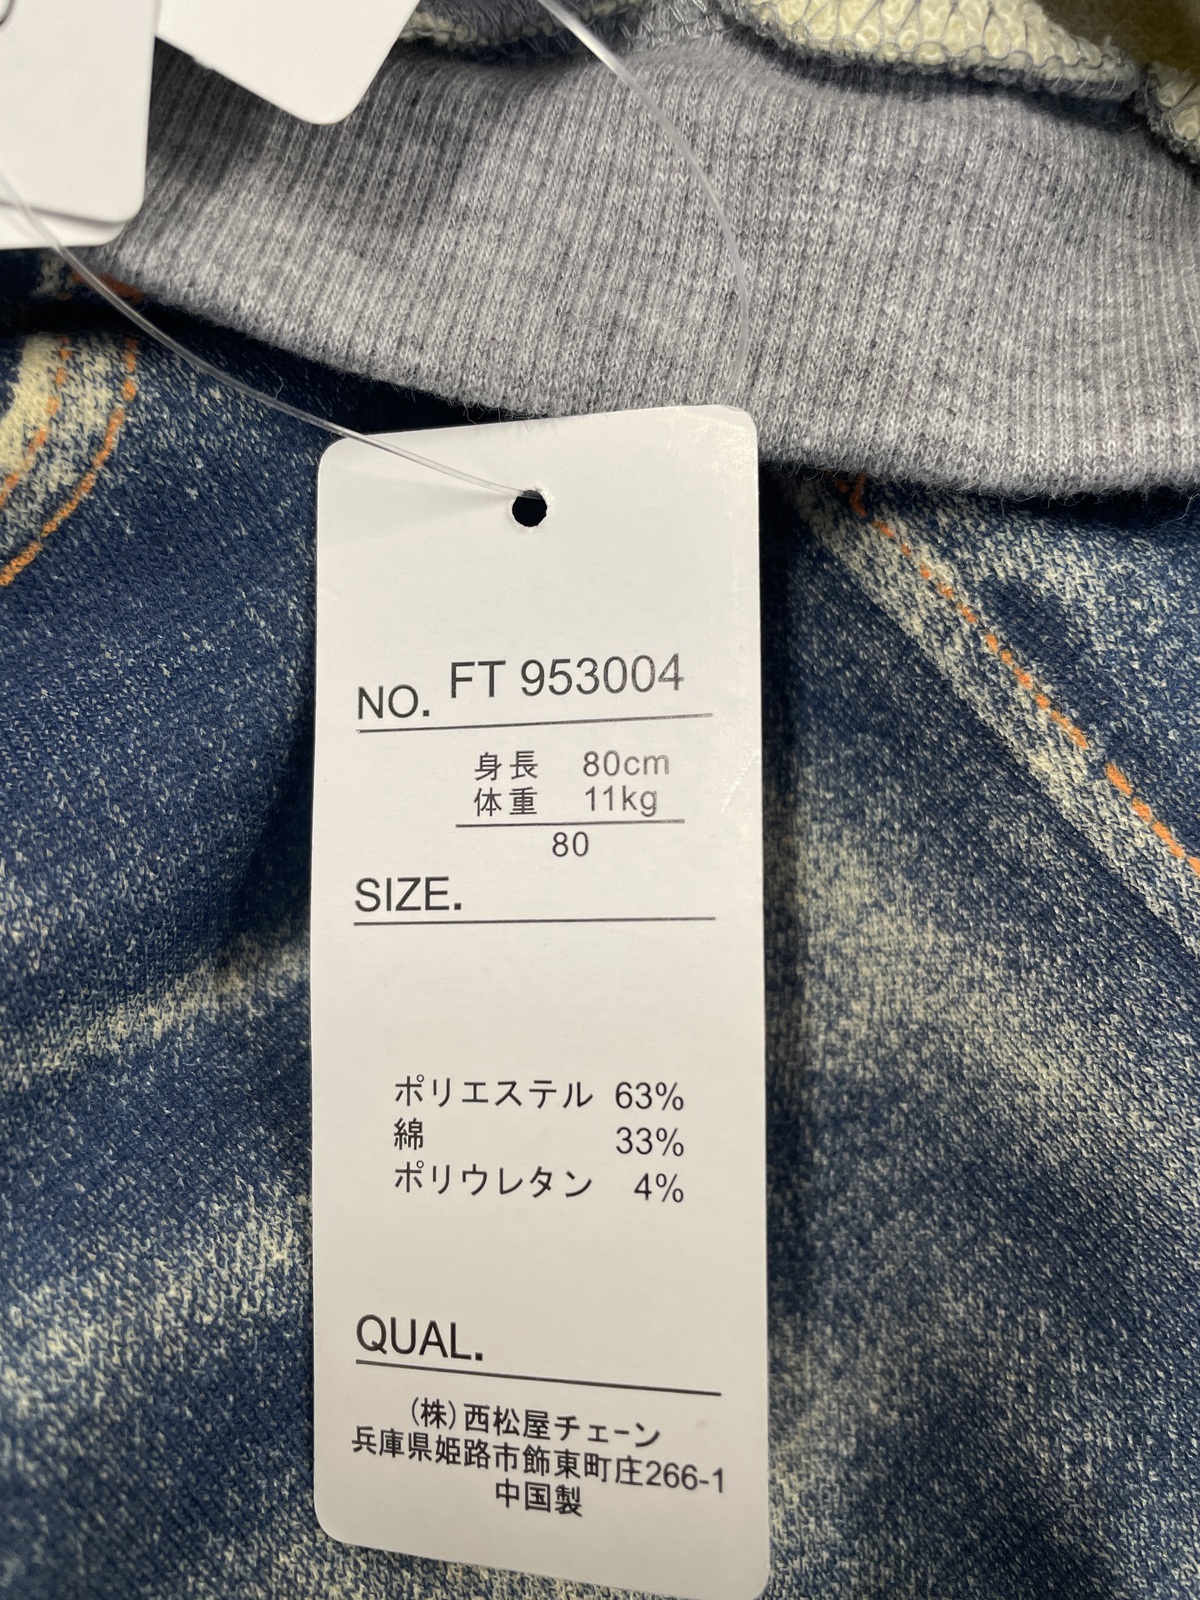 NO. FT 953004
身長 80cm
体重 11kg
80
SIZE.
ポリエステル 63%
綿 33%
ポリウレタン 4%
QUAL.
(株)西松屋チェーン
兵庫県姫路市飾東町庄266-1
中国製